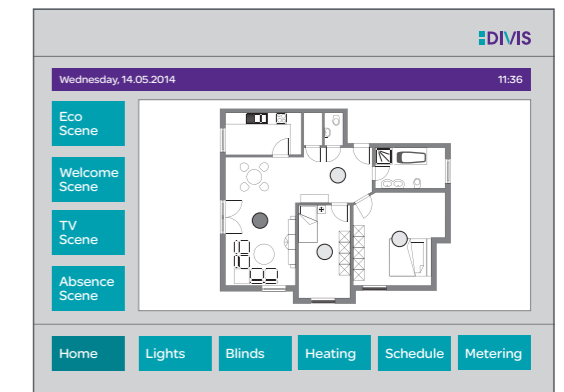 DIVIS
Wednesday, 14.05.2014 11:36
Eco
Scene
Welcome
Scene
TV
Scene
Absence
Scene
Home Lights Blinds Heating Schedule Metering